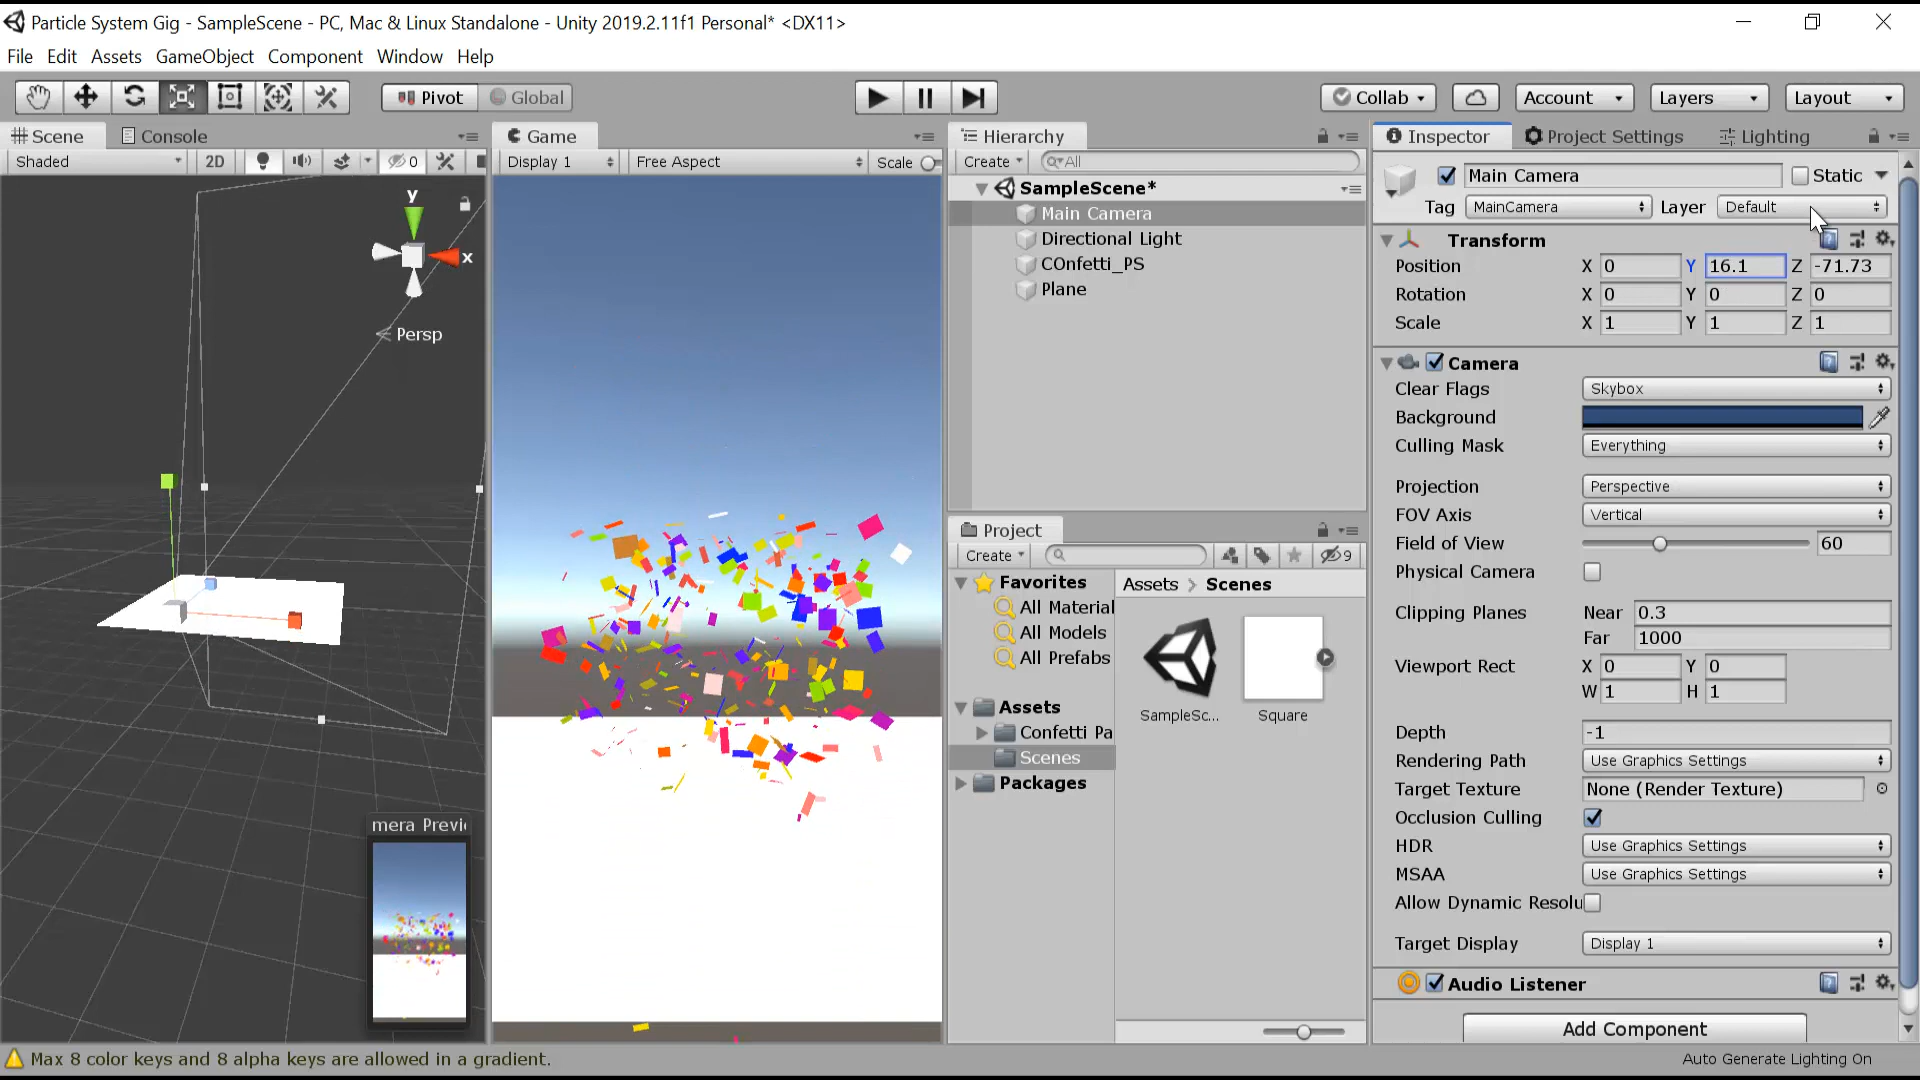 Particle System Gig - SampleScene - PC, Mac & Linux Standalone - Unity 2019.2.11f1 Personal* <DX11>
File Edit Assets GameObject Component Window Help
Pivot Global Collab Account Layers Layout
Scene Console
Shaded 2D 0
y
x
Persp
mera Previ
Game
Display 1 Free Aspect Scale
Hierarchy
Create All
SampleScene*
Main Camera
Directional Light
COnfetti_PS
Plane
Project
Create 9
Favorites
All Material
All Models
All Prefabs
Assets
Confetti Pa
Scenes
Packages
Assets > Scenes
SampleSc...
Square
Inspector Project Settings Lighting
Main Camera Static
Tag MainCamera Layer Default
Transform
Position X 0 Y 16.1 Z -71.73
Rotation X 0 Y 0 Z 0
Scale X 1 Y 1 Z 1
Camera
Clear Flags Skybox
Background
Culling Mask Everything
Projection Perspective
FOV Axis Vertical
Field of View 60
Physical Camera
Clipping Planes Near 0.3
Far 1000
Viewport Rect X 0 Y 0
W 1 H 1
Depth -1
Rendering Path Use Graphics Settings
Target Texture None (Render Texture)
Occlusion Culling
HDR Use Graphics Settings
MSAA Use Graphics Settings
Allow Dynamic Resolu
Target Display Display 1
Audio Listener
Add Component
Max 8 color keys and 8 alpha keys are allowed in a gradient.
Auto Generate Lighting On